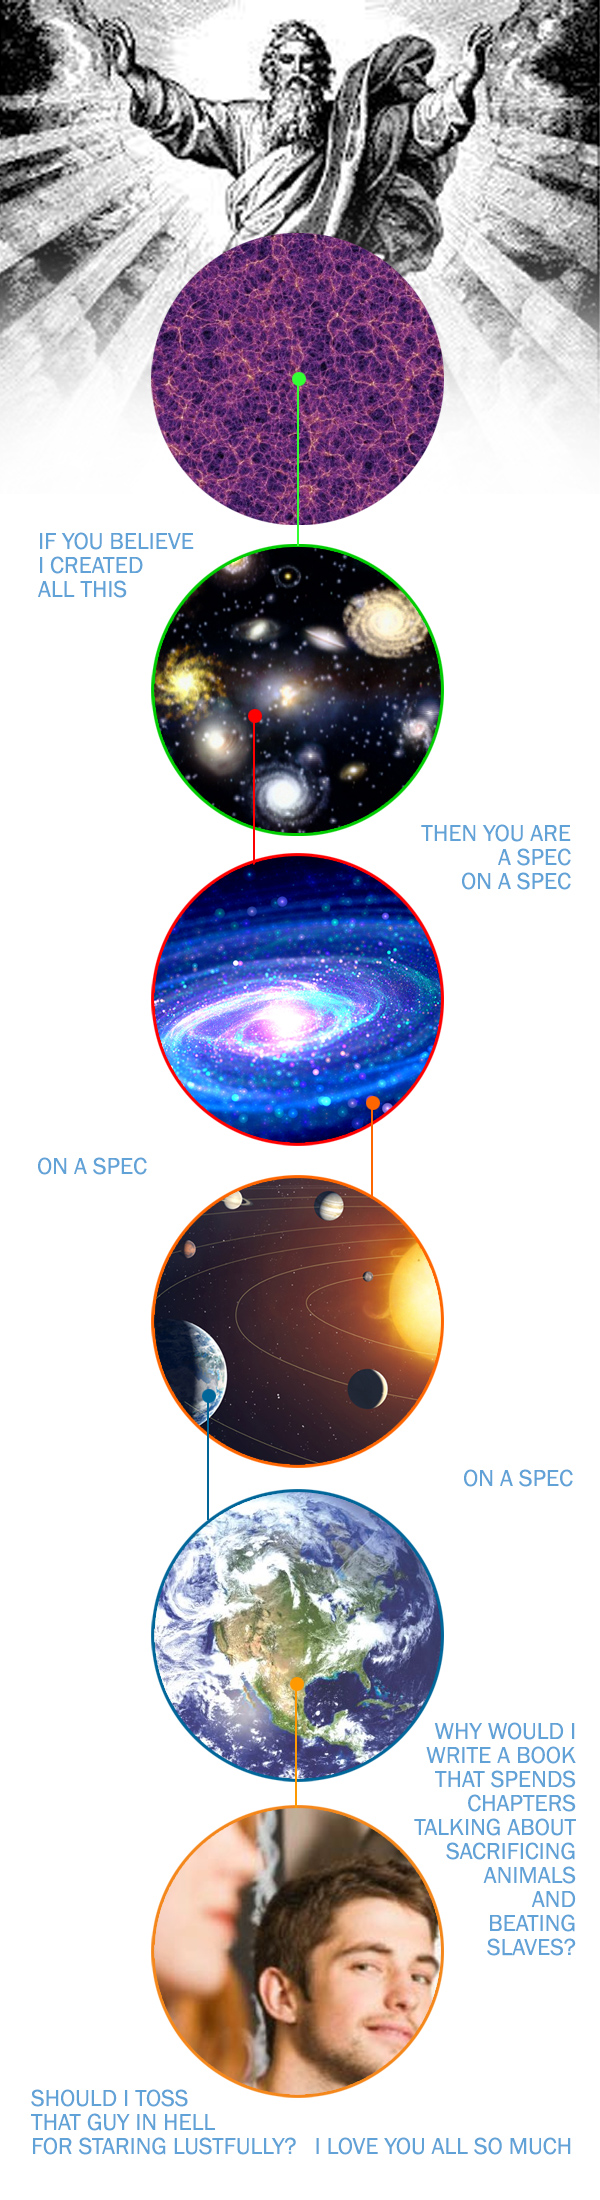 IF YOU BELIEVE
I CREATED
ALL THIS
THEN YOU ARE
A SPEC
ON A SPEC
ON A SPEC
ON A SPEC
WHY WOULD I
WRITE A BOOK
THAT SPENDS
CHAPTERS
TALKING ABOUT
SACRIFICING
ANIMALS
AND
BEATING
SLAVES?
SHOULD I TOSS
THAT GUY IN HELL
FOR STARING LUSTFULLY? I LOVE YOU ALL SO MUCH